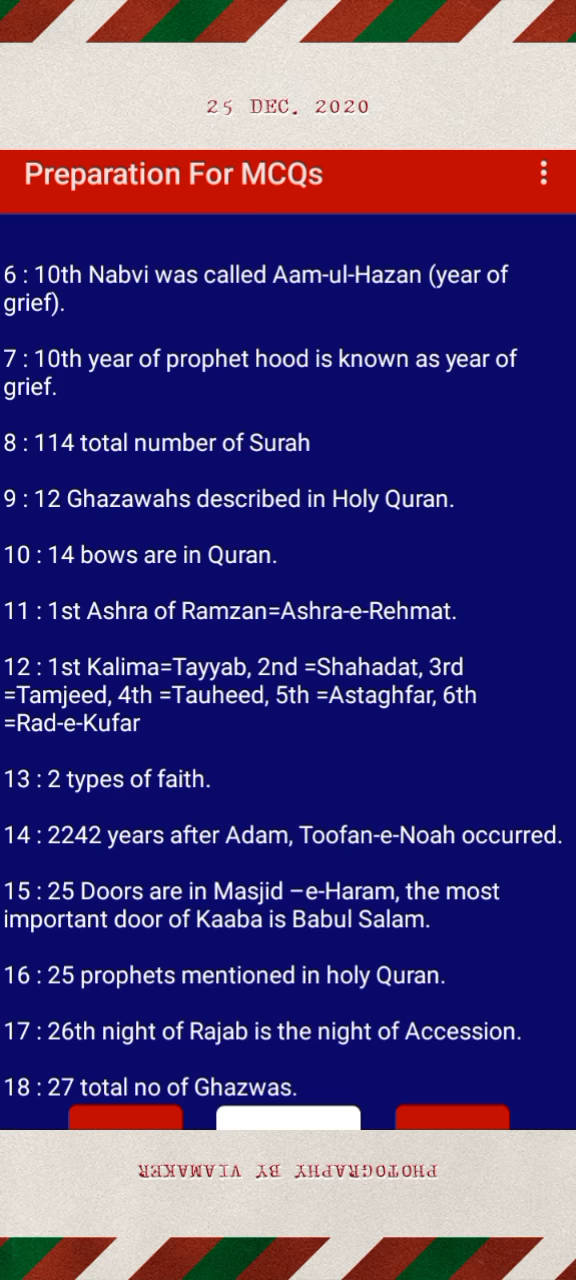 25 DEC. 2020
Preparation For MCQs
6 : 10th Nabvi was called Aam-ul-Hazan (year of
grief).
7 : 10th year of prophet hood is known as year of
grief.
8 : 114 total number of Surah
9 : 12 Ghazawahs described in Holy Quran.
10 : 14 bows are in Quran.
11 : 1st Ashra of Ramzan=Ashra-e-Rehmat.
12 : 1st Kalima=Tayyab, 2nd =Shahadat, 3rd
=Tamjeed, 4th =Tauheed, 5th =Astaghfar, 6th
=Rad-e-Kufar
13 : 2 types of faith.
14 : 2242 years after Adam, Toofan-e-Noah occurred.
15 : 25 Doors are in Masjid –e-Haram, the most
important door of Kaaba is Babul Salam.
16 : 25 prophets mentioned in holy Quran.
17 : 26th night of Rajab is the night of Accession.
18 : 27 total no of Ghazwas.
PHOTOGRAPHY BY VIAMAKER